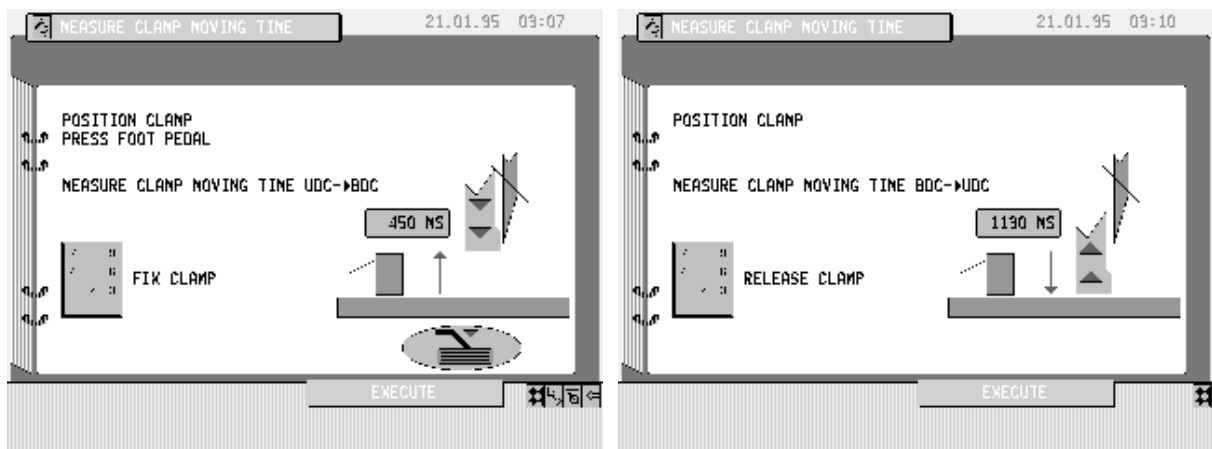 MEASURE CLAMP MOVING TIME 21.01.95 03:07
POSITION CLAMP
PRESS FOOT PEDAL
MEASURE CLAMP MOVING TIME UDC->BDC
450 MS
FIX CLAMP
EXECUTE
MEASURE CLAMP MOVING TIME 21.01.95 03:10
POSITION CLAMP
MEASURE CLAMP MOVING TIME BDC->UDC
1130 MS
RELEASE CLAMP
EXECUTE